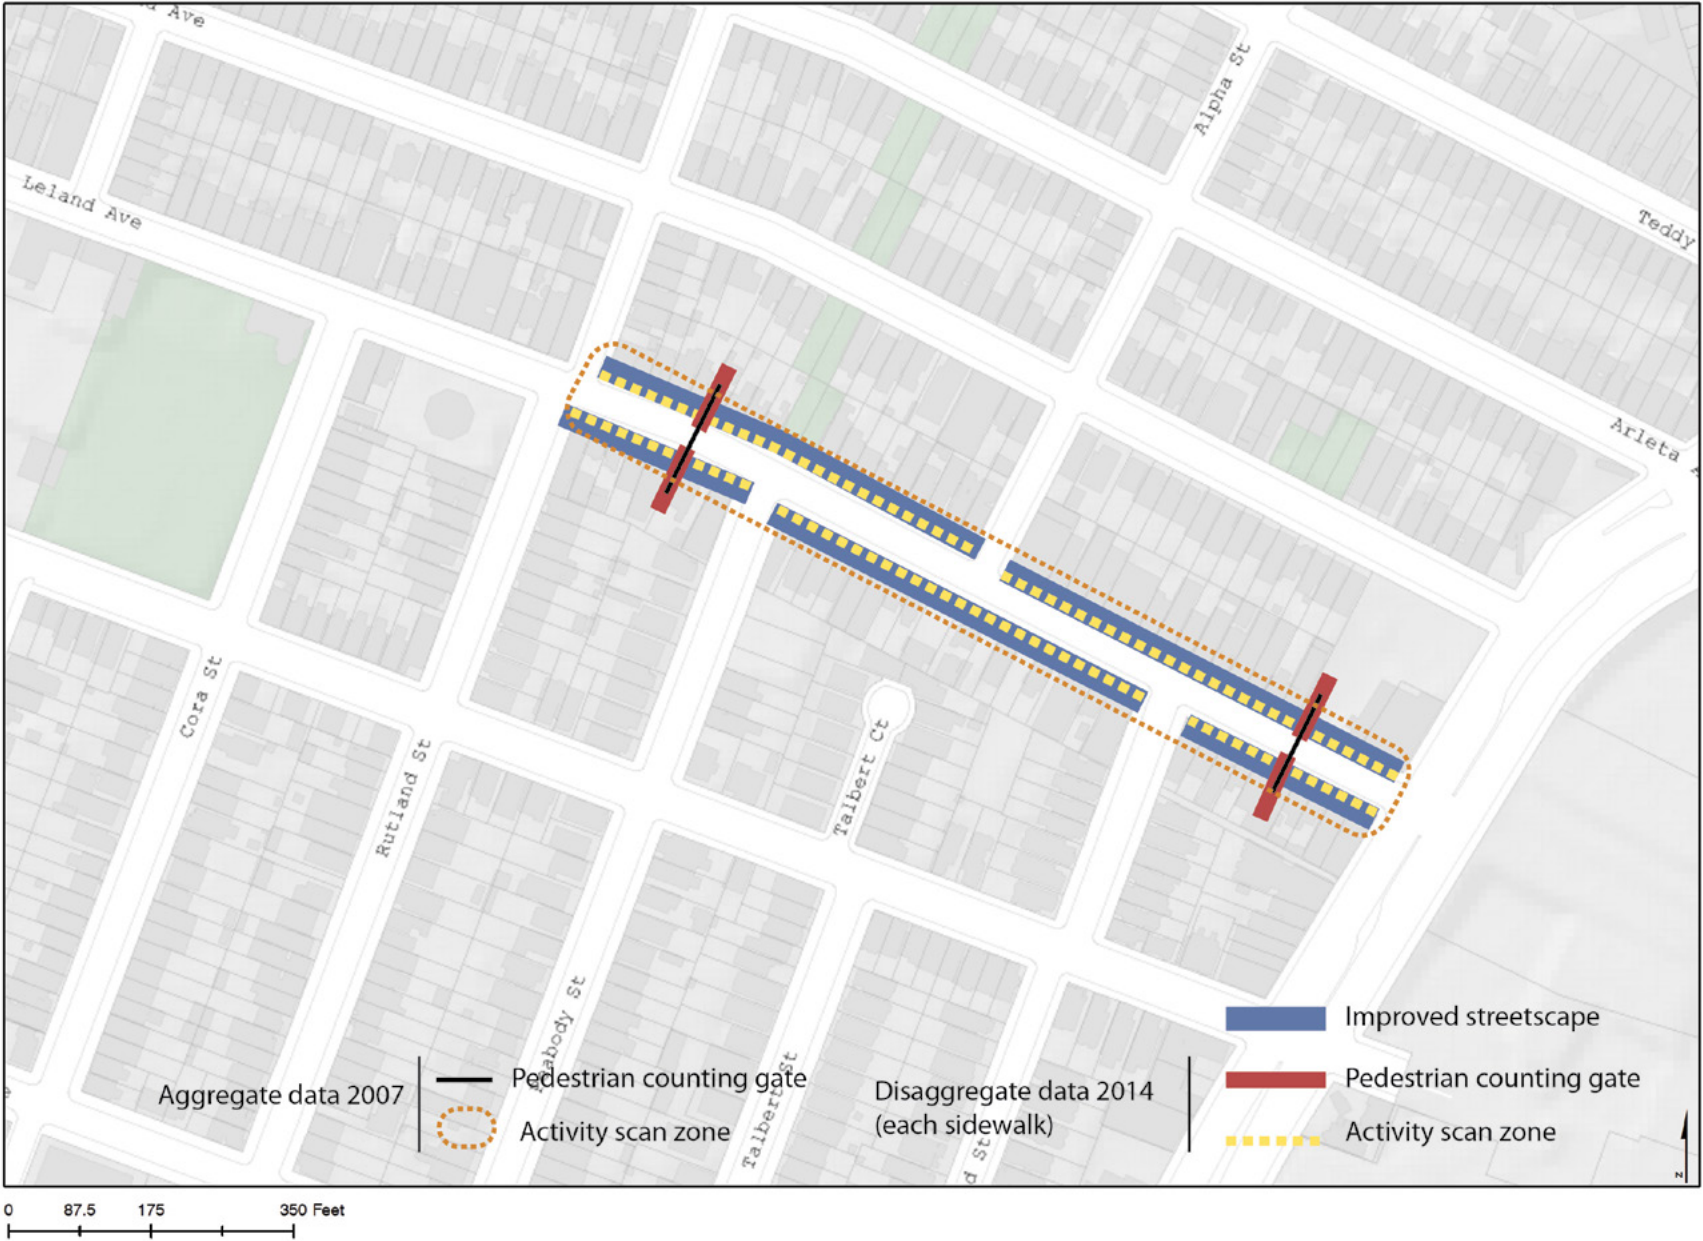 d Ave
Alpha St
Leland Ave
Teddy
Arleta A
Cora St
Rutland St
Talbert Ct
Peabody St
Talbert St
d St
Improved streetscape
Aggregate data 2007
Pedestrian counting gate
Activity scan zone
Disaggregate data 2014
(each sidewalk)
Pedestrian counting gate
Activity scan zone
N
0 87.5 175 350 Feet